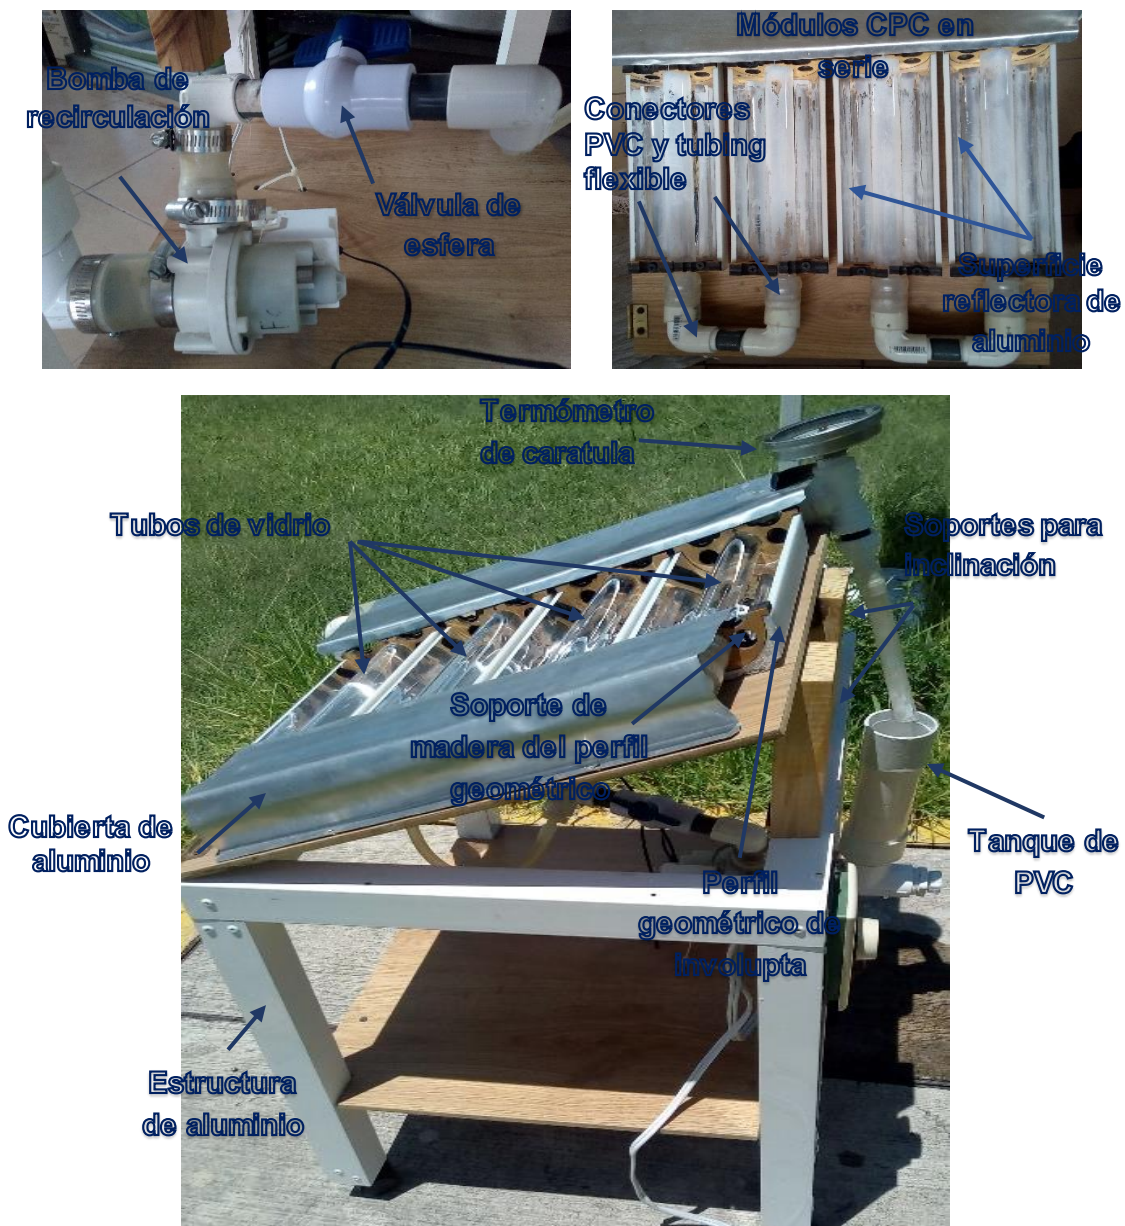 Bomba de
recirculación
Válvula de
esfera
Módulos CPC en
serie
Conectores
PVC y tubing
flexible
Superficie
reflectora de
aluminio
Termómetro
de caratula
Tubos de vidrio
Soportes para
inclinación
Soporte de
madera del perfil
geométrico
Cubierta de
aluminio
Tanque de
PVC
Perfil
geométrico de
involupta
Estructura
de aluminio